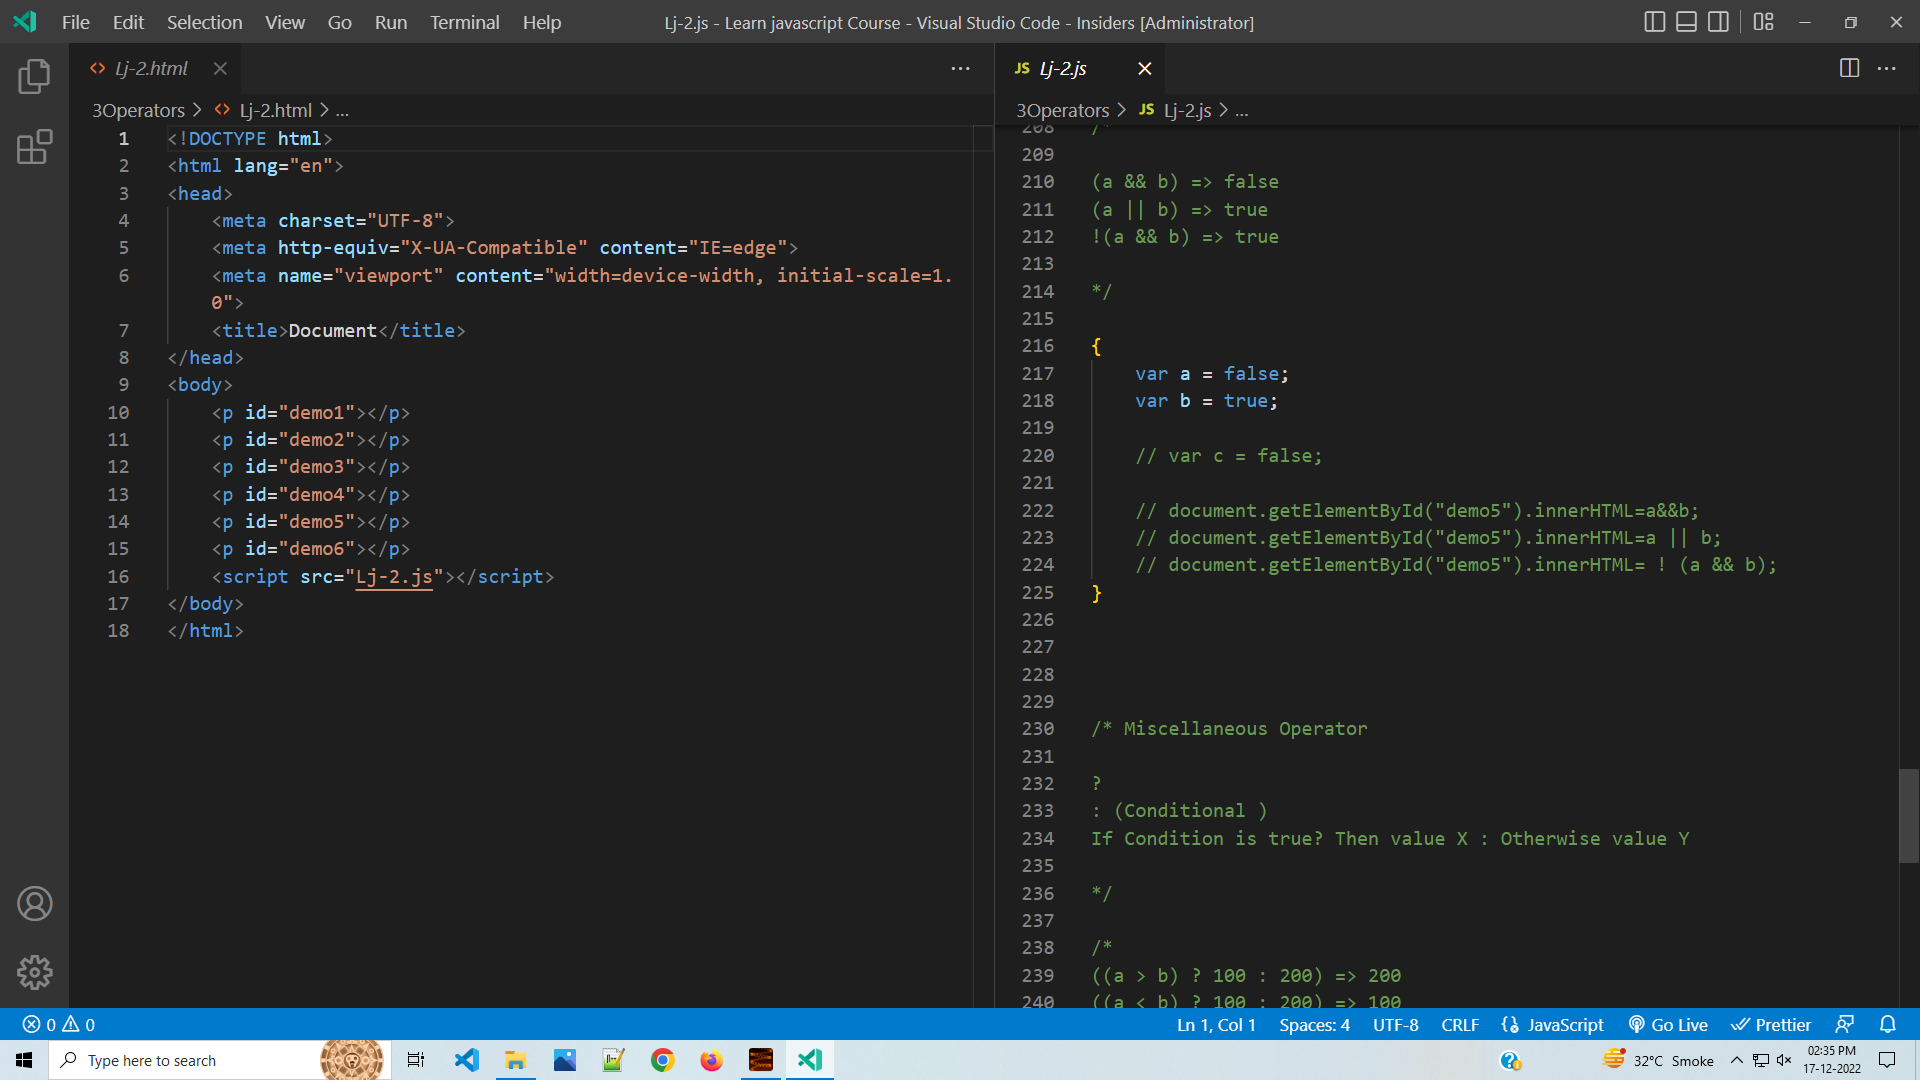 File Edit Selection View Go Run Terminal Help
Lj-2.js - Learn javascript Course - Visual Studio Code - Insiders [Administrator]
Lj-2.html
3Operators > Lj-2.html > ...
1 <!DOCTYPE html>
2 <html lang="en">
3 <head>
4 <meta charset="UTF-8">
5 <meta http-equiv="X-UA-Compatible" content="IE=edge">
6 <meta name="viewport" content="width=device-width, initial-scale=1.
0">
7 <title>Document</title>
8 </head>
9 <body>
10 <p id="demo1"></p>
11 <p id="demo2"></p>
12 <p id="demo3"></p>
13 <p id="demo4"></p>
14 <p id="demo5"></p>
15 <p id="demo6"></p>
16 <script src="Lj-2.js"></script>
17 </body>
18 </html>
JS Lj-2.js
3Operators > JS Lj-2.js > ...
208 /*
209
210 (a && b) => false
211 (a || b) => true
212 !(a && b) => true
213
214 */
215
216 {
217 var a = false;
218 var b = true;
219
220 // var c = false;
221
222 // document.getElementById("demo5").innerHTML=a&&b;
223 // document.getElementById("demo5").innerHTML=a || b;
224 // document.getElementById("demo5").innerHTML= ! (a && b);
225 }
226
227
228
229
230 /* Miscellaneous Operator
231
232 ?
233 : (Conditional )
234 If Condition is true? Then value X : Otherwise value Y
235
236 */
237
238 /*
239 ((a > b) ? 100 : 200) => 200
240 ((a < b) ? 100 : 200) => 100
0 0
Ln 1, Col 1 Spaces: 4 UTF-8 CRLF JavaScript Go Live Prettier
Type here to search
32°C Smoke
02:35 PM
17-12-2022